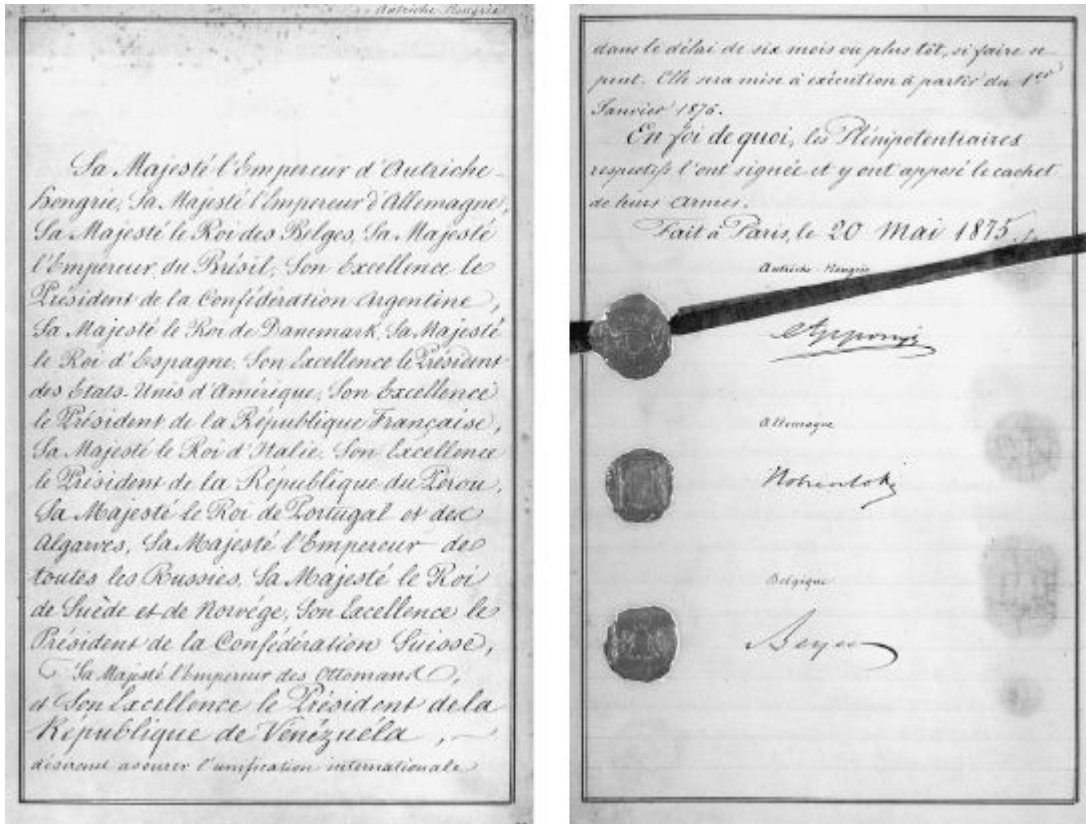 Autriche-Hongrie
Sa Majesté l'Empereur d'Autriche-
Hongrie, Sa Majesté l'Empereur d'Allemagne,
Sa Majesté le Roi des Belges, Sa Majesté
l'Empereur du Brésil, Son Excellence le
Président de la Confédération Argentine,
Sa Majesté le Roi de Danemark, Sa Majesté
le Roi d'Espagne, Son Excellence le Président
des Etats-Unis d'Amérique, Son Excellence
le Président de la République Française,
Sa Majesté le Roi d'Italie, Son Excellence
le Président de la République du Pérou,
Sa Majesté le Roi de Portugal et des
Algarves, Sa Majesté l'Empereur de
toutes les Russies, Sa Majesté le Roi
de Suède et de Norvége, Son Excellence le
Président de la Confédération Suisse,
Sa Majesté l'Empereur des Ottomans,
et Son Excellence le Président de la
République de Vénézuéla,
désirant assurer l'unification internationale
dans le délai de six mois ou plus tôt, si faire se
peut. Elle sera mise à exécution à partir du 1er
Janvier 1876.
En foi de quoi, les Plénipotentiaires
respectifs l'ont signée et y ont apposé le cachet
de leurs armes.
Fait à Paris, le 20 Mai 1875.
Autriche-Hongrie
Apponyi
Allemagne
Hohenlohe
Belgique
Beyens